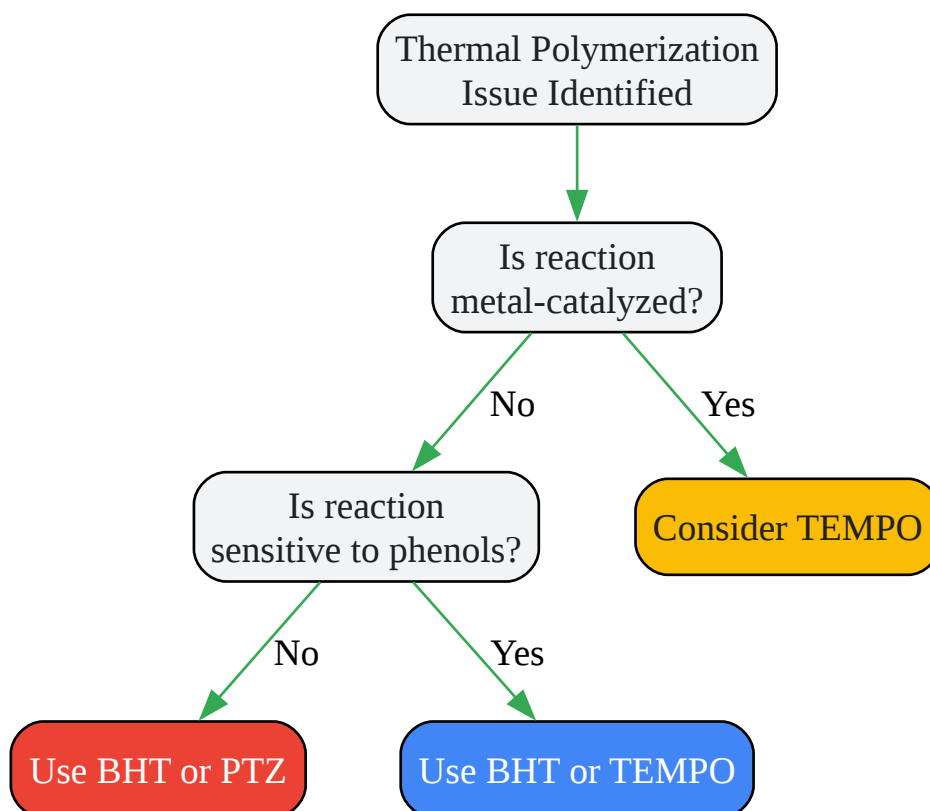 Thermal Polymerization
Issue Identified
Is reaction
metal-catalyzed?
No
Yes
Is reaction
sensitive to phenols?
Consider TEMPO
No
Yes
Use BHT or PTZ
Use BHT or TEMPO